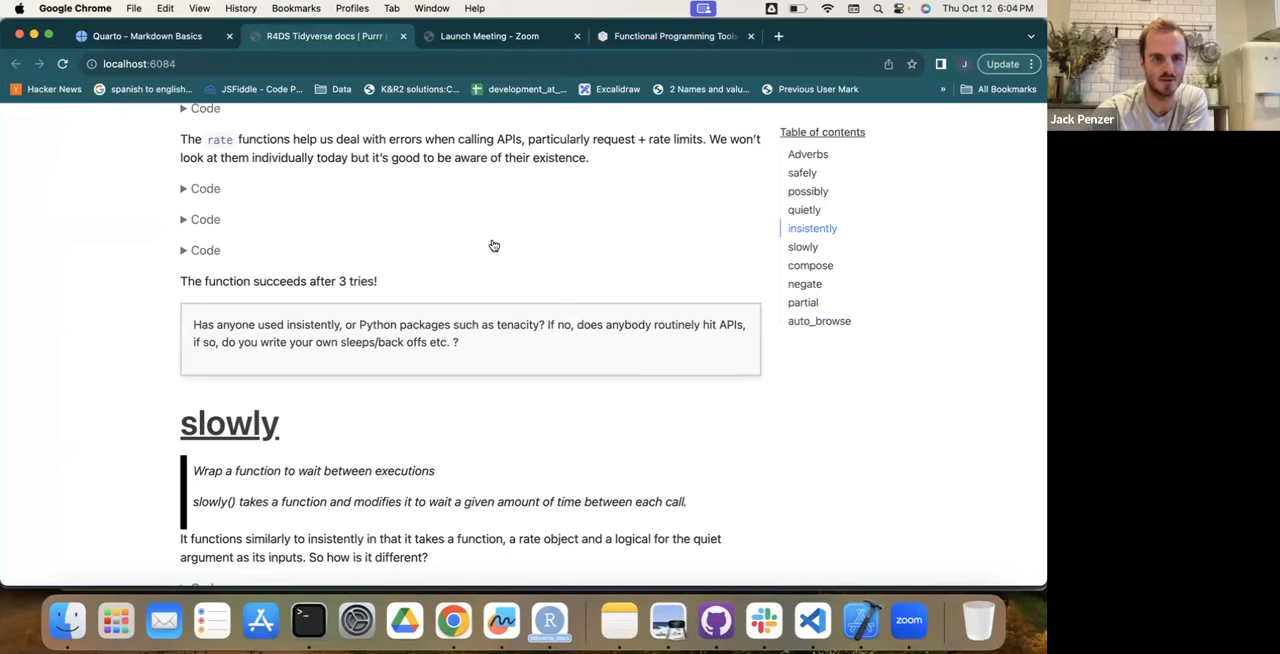 Google Chrome File Edit View History Bookmarks Profiles Tab Window Help Thu Oct 12 6:04 PM
Quarto - Markdown Basics
R4DS Tidyverse docs | Purrr |
Launch Meeting - Zoom
Functional Programming Tools
localhost:6084
J
Update
Hacker News
spanish to english...
JSFiddle - Code P...
Data
K&R2 solutions:C...
development_at_...
Excalidraw
2 Names and valu...
Previous User Mark
»
All Bookmarks
Jack Penzer
Code
The rate functions help us deal with errors when calling APIs, particularly request + rate limits. We won't
look at them individually today but it's good to be aware of their existence.
Code
Code
Code
The function succeeds after 3 tries!
Has anyone used insistently, or Python packages such as tenacity? If no, does anybody routinely hit APIs,
if so, do you write your own sleeps/back offs etc. ?
slowly
Wrap a function to wait between executions
slowly() takes a function and modifies it to wait a given amount of time between each call.
It functions similarly to insistently in that it takes a function, a rate object and a logical for the quiet
argument as its inputs. So how is it different?
Table of contents
Adverbs
safely
possibly
quietly
insistently
slowly
compose
negate
partial
auto_browse
R
tidyverse_docs
zoom